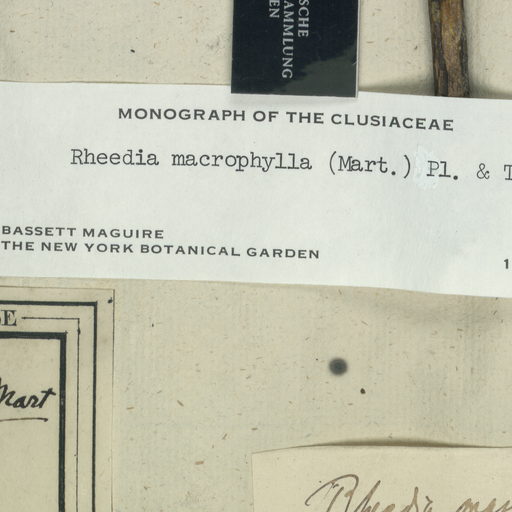 SCHE
AMMLUNG
EN
MONOGRAPH OF THE CLUSIACEAE
Rheedia macrophylla (Mart.) Pl. & T
BASSETT MAGUIRE
THE NEW YORK BOTANICAL GARDEN
1
E
Mart
Rheedia